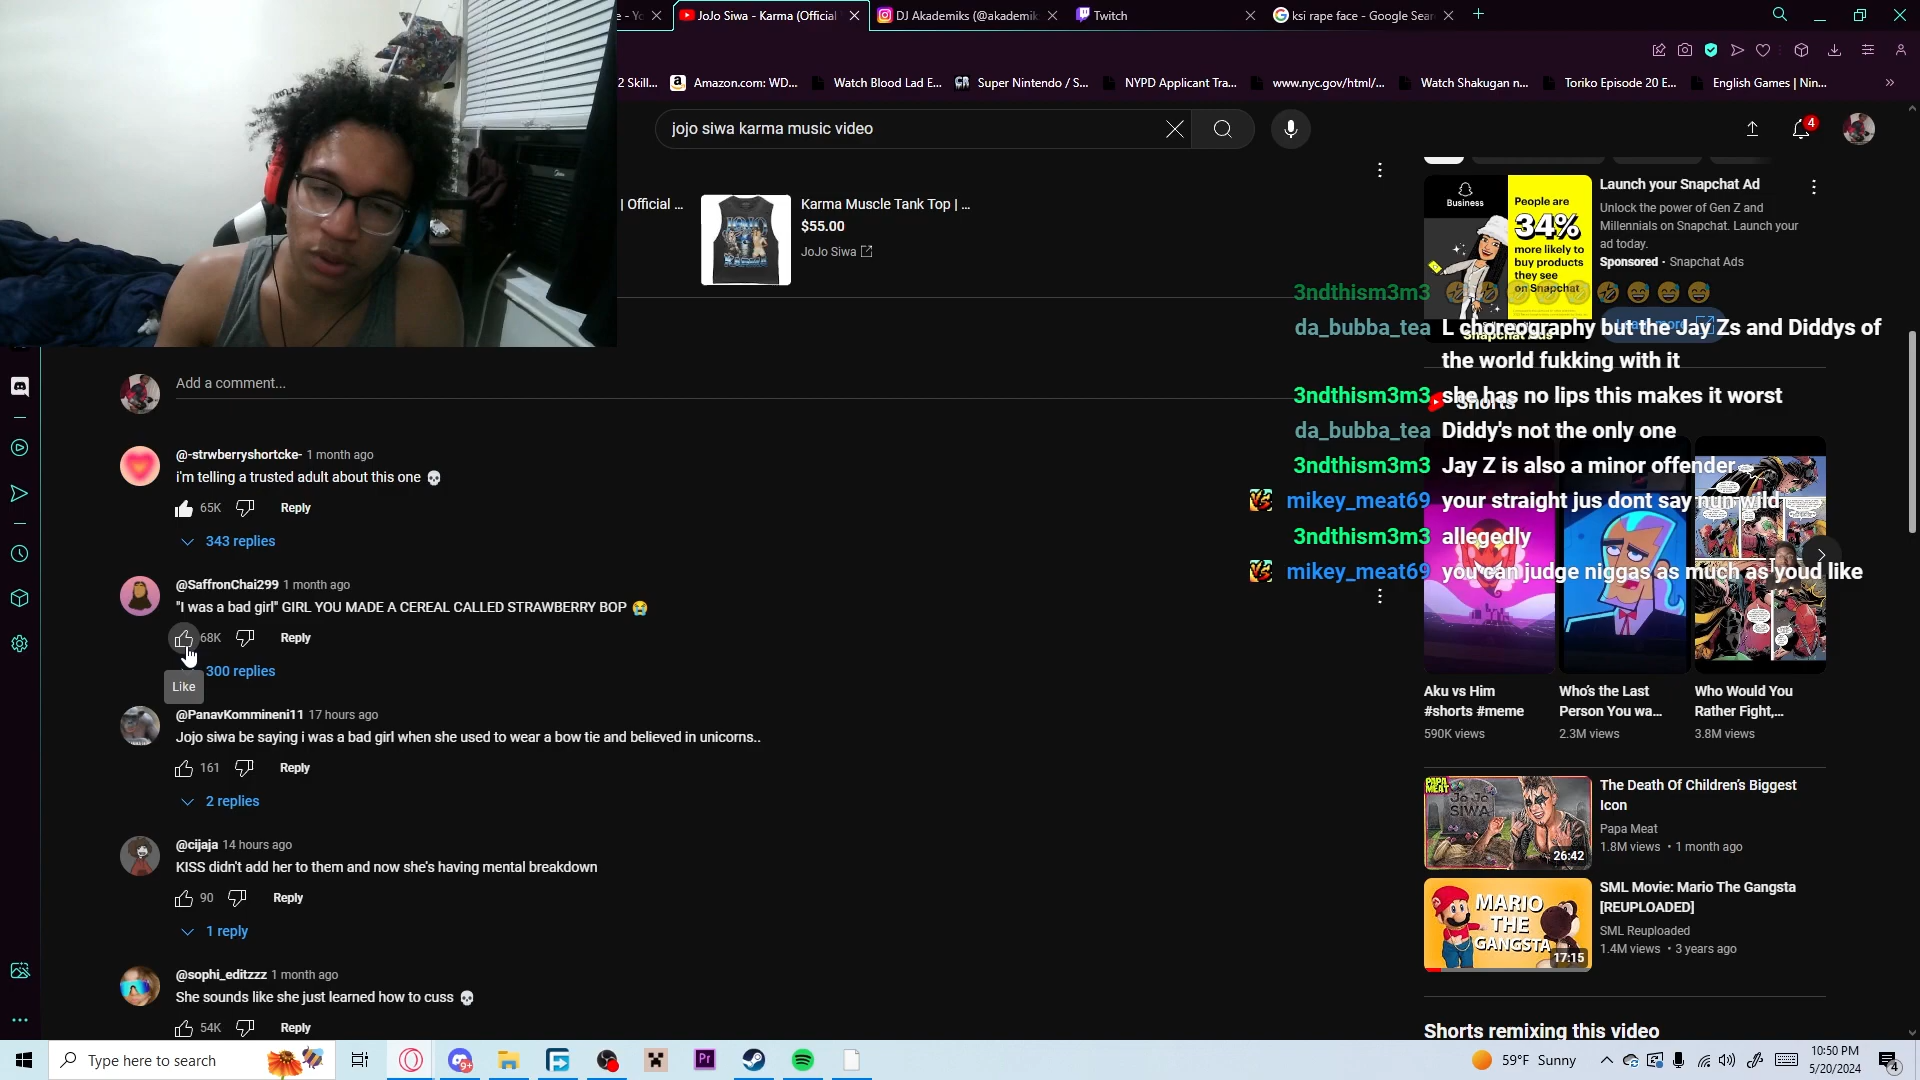 e - Yo
JoJo Siwa - Karma (Official
DJ Akademiks (@akademik
Twitch
ksi rape face - Google Sear
2 Skill...
Amazon.com: WD...
Watch Blood Lad E...
Super Nintendo / S...
NYPD Applicant Tra...
www.nyc.gov/html/...
Watch Shakugan n...
Toriko Episode 20 E...
English Games | Nin...
jojo siwa karma music video
4
| Official ...
Karma Muscle Tank Top | ...
$55.00
JoJo Siwa
Business
People are
34%
more likely to
buy products
they see
on Snapchat
Snapchat Ads
Launch your Snapchat Ad
Unlock the power of Gen Z and
Millennials on Snapchat. Launch your
ad today.
Sponsored • Snapchat Ads
3ndthism3m3 🤣🤣🤣🤣🤣🤣😅😅😅
da_bubba_tea L choreography but the Jay Zs and Diddys of
the world fukking with it
3ndthism3m3 she has no lips this makes it worst
da_bubba_tea Diddy's not the only one
3ndthism3m3 Jay Z is also a minor offender
mikey_meat69 your straight jus dont say nun wild
3ndthism3m3 allegedly
mikey_meat69 you can judge niggas as much as youd like
Add a comment...
@-strwberryshortcke- 1 month ago
i'm telling a trusted adult about this one 💀
65K Reply
343 replies
@SaffronChai299 1 month ago
"I was a bad girl" GIRL YOU MADE A CEREAL CALLED STRAWBERRY BOP 😭
68K Reply
300 replies
Like
@PanavKommineni11 17 hours ago
Jojo siwa be saying i was a bad girl when she used to wear a bow tie and believed in unicorns..
161 Reply
2 replies
@cijaja 14 hours ago
KISS didn't add her to them and now she's having mental breakdown
90 Reply
1 reply
@sophi_editzzz 1 month ago
She sounds like she just learned how to cuss 💀
54K Reply
Shorts
Aku vs Him
#shorts #meme
590K views
Who's the Last
Person You wa...
2.3M views
Who Would You
Rather Fight,...
3.8M views
PAPA
MEAT
JoJo
SIWA
26:42
The Death Of Children's Biggest
Icon
Papa Meat
1.8M views • 1 month ago
MARIO
THE
GANGSTA
17:15
SML Movie: Mario The Gangsta
[REUPLOADED]
SML Reuploaded
1.4M views • 3 years ago
Shorts remixing this video
Type here to search
9+
Pr
59°F Sunny
10:50 PM
5/20/2024
4